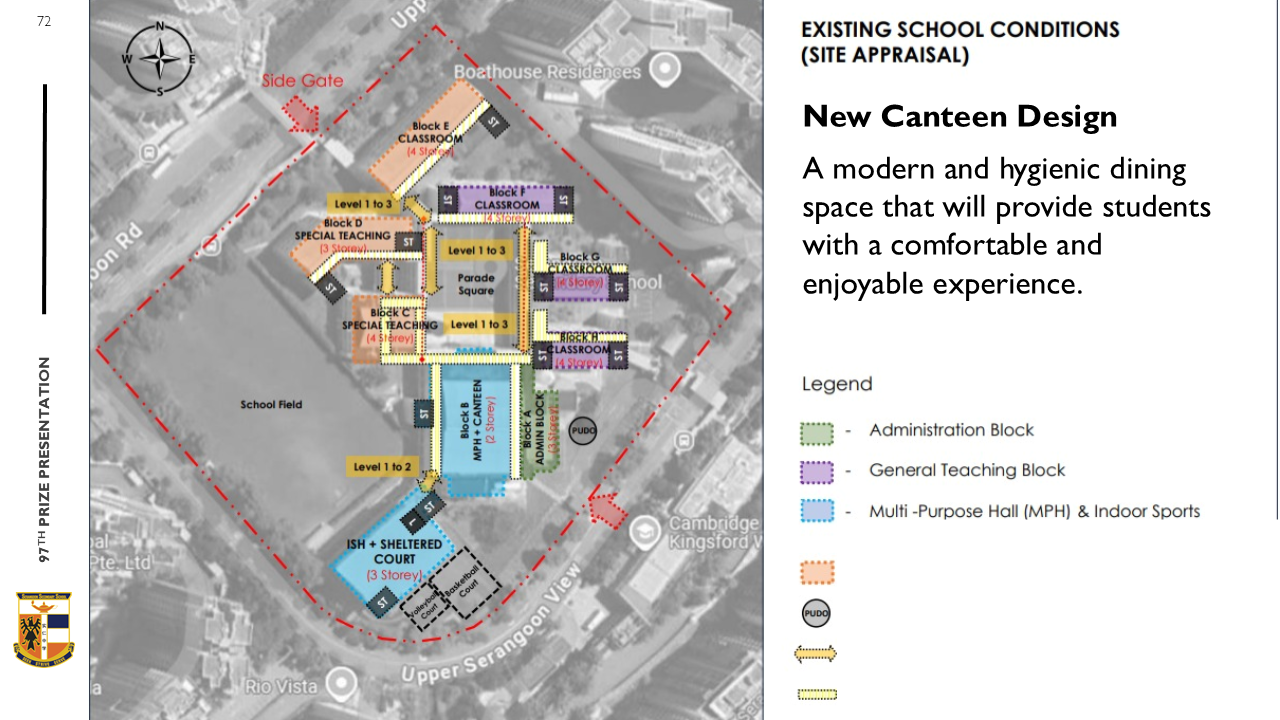 72
97TH PRIZE PRESENTATION
N
W
E
S
Upp
Side Gate
Boathouse Residences
Block E
CLASSROOM
(4 Storey)
ST
Level 1 to 3
Block F
CLASSROOM
(4 Storey)
ST
ST
Block D
SPECIAL TEACHING
(3 Storey)
ST
ST
oon Rd
Level 1 to 3
Parade
Square
Block G
CLASSROOM
(4 Storey)
ST
ST
hool
Block C
SPECIAL TEACHING
(4 Storey)
Level 1 to 3
Block H
CLASSROOM
(4 Storey)
ST
ST
School Field
ST
Block B
MPH + CANTEEN
(2 Storey)
Block A
ADMIN BLOCK
(3 Storey)
PUDO
Level 1 to 2
ST
L
ISH + SHELTERED
COURT
(3 Storey)
ST
Volleyball
Court
Basketball
Court
Cambridge
Kingsford W
pal
Pte. Ltd
Upper Serangoon View
Rio Vista
a
EXISTING SCHOOL CONDITIONS
(SITE APPRAISAL)
New Canteen Design
A modern and hygienic dining
space that will provide students
with a comfortable and
enjoyable experience.
Legend
- Administration Block
- General Teaching Block
- Multi -Purpose Hall (MPH) & Indoor Sports
PUDO